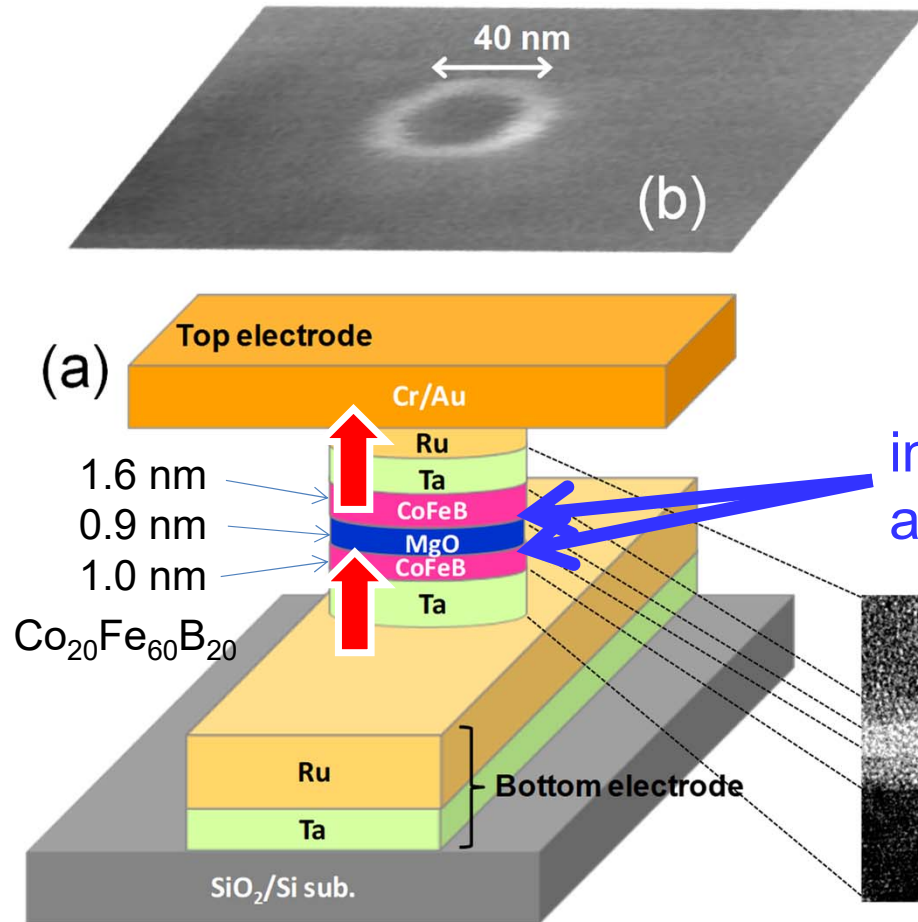 40 nm
(b)
(a)
Top electrode
Cr/Au
Ru
Ta
1.6 nm
CoFeB
0.9 nm
MgO
1.0 nm
CoFeB
Ta
Co₂₀Fe₆₀B₂₀
Ru
Bottom electrode
Ta
SiO₂/Si sub.